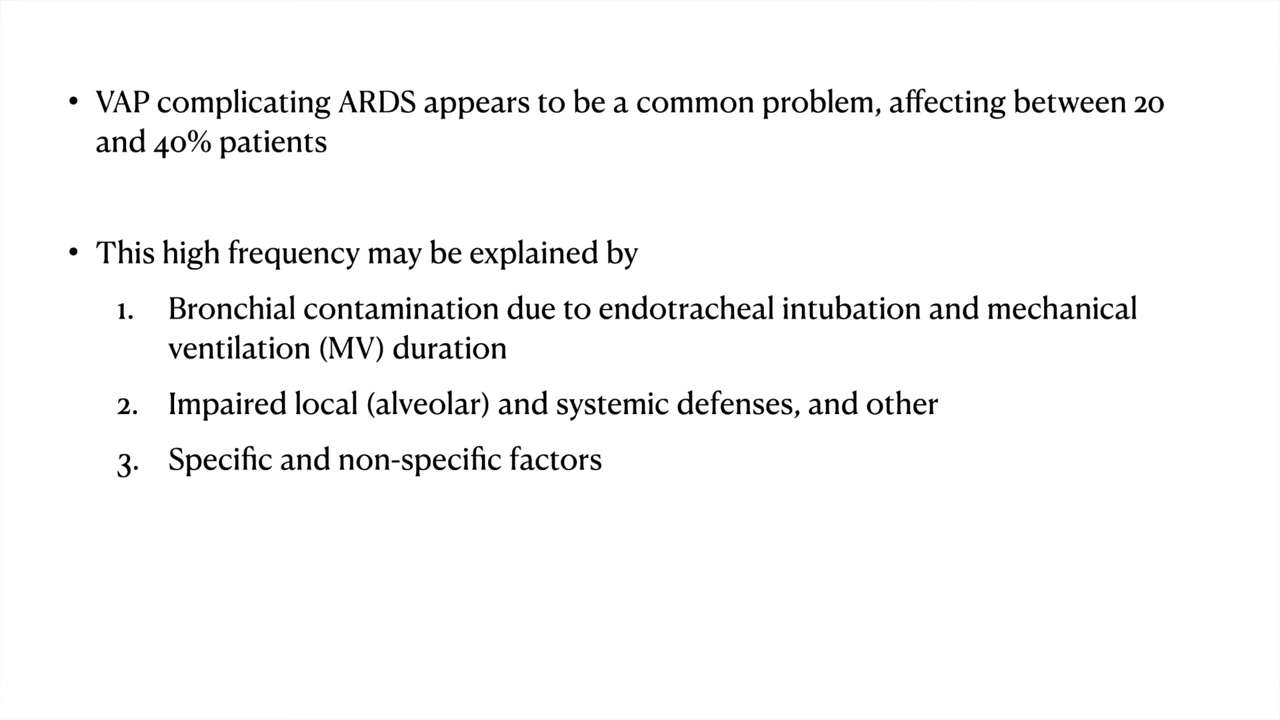 • VAP complicating ARDS appears to be a common problem, affecting between 20
and 40% patients
• This high frequency may be explained by
1. Bronchial contamination due to endotracheal intubation and mechanical
ventilation (MV) duration
2. Impaired local (alveolar) and systemic defenses, and other
3. Specific and non-specific factors